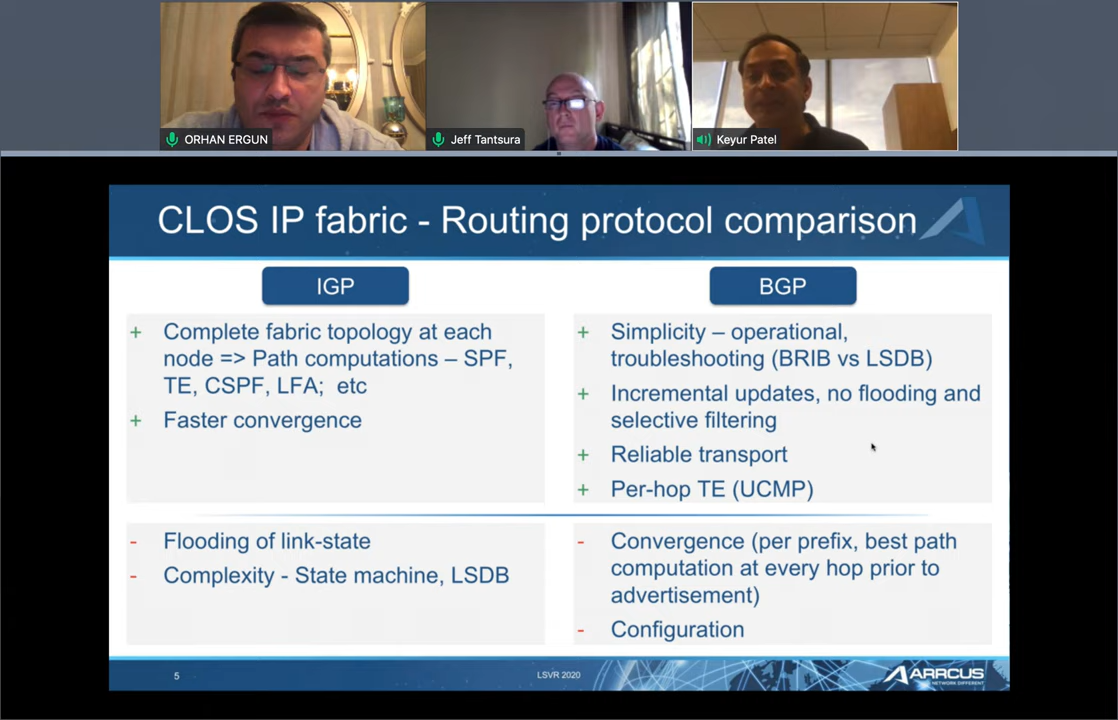 ORHAN ERGUN
Jeff Tantsura
Keyur Patel
CLOS IP fabric - Routing protocol comparison
IGP
+ Complete fabric topology at each
node => Path computations – SPF,
TE, CSPF, LFA;  etc
+ Faster convergence
- Flooding of link-state
- Complexity - State machine, LSDB
BGP
+ Simplicity – operational,
troubleshooting (BRIB vs LSDB)
+ Incremental updates, no flooding and
selective filtering
+ Reliable transport
+ Per-hop TE (UCMP)
- Convergence (per prefix, best path
computation at every hop prior to
advertisement)
- Configuration
5
LSVR 2020
ARRCUS
NETWORK DIFFERENT